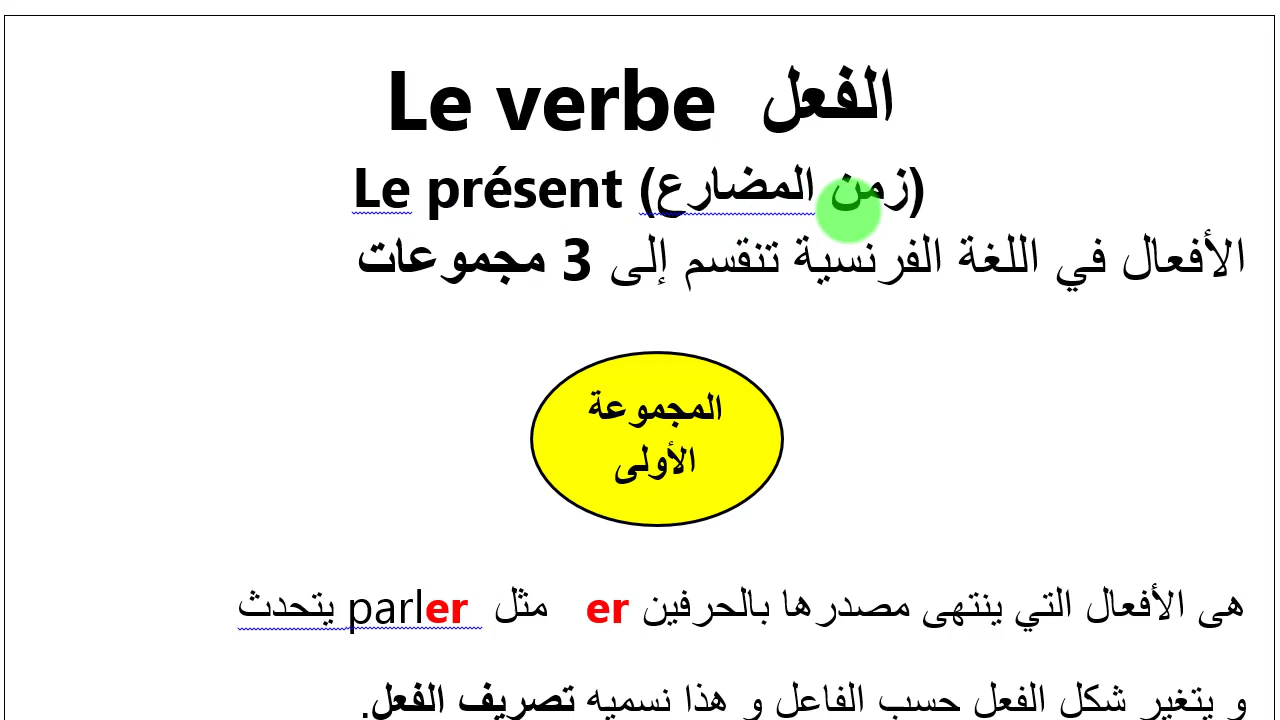 Le verbe الفعل
Le présent (زمن المضارع)
الأفعال في اللغة الفرنسية تنقسم إلى 3 مجموعات
المجموعة
الأولى
هى الأفعال التي ينتهى مصدرها بالحرفين er مثل parler يتحدث
و يتغير شكل الفعل حسب الفاعل و هذا نسميه تصريف الفعل.